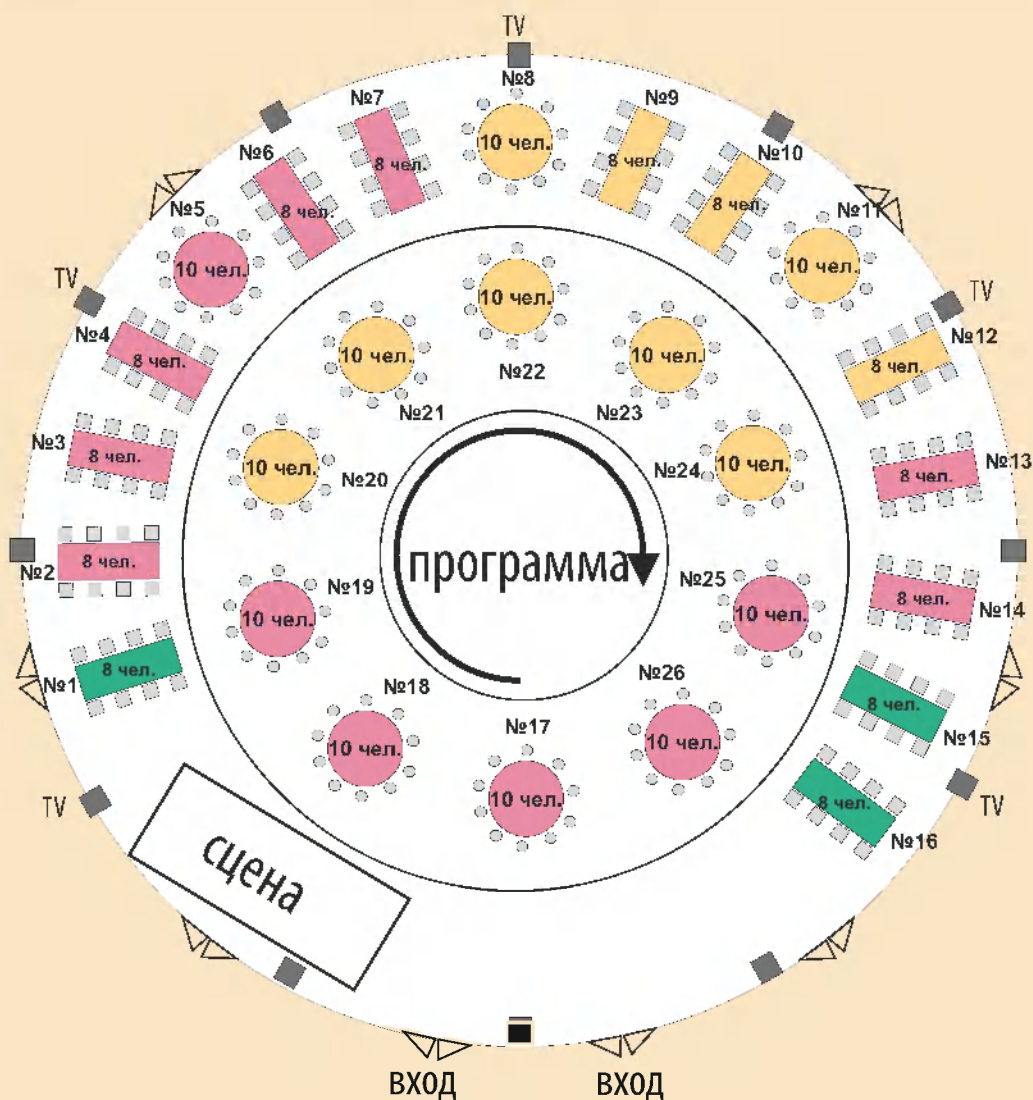 TV
№8
10 чел.
№7
8 чел.
№9
8 чел.
№6
8 чел.
№10
8 чел.
№5
10 чел.
№11
10 чел.
TV
TV
№4
8 чел.
№12
8 чел.
10 чел.
№22
10 чел.
№21
10 чел.
№23
№3
8 чел.
10 чел.
№20
10 чел.
№24
№13
8 чел.
№2
8 чел.
программа
№14
8 чел.
№19
10 чел.
№25
10 чел.
№1
8 чел.
№15
8 чел.
№18
10 чел.
№17
10 чел.
№26
10 чел.
№16
8 чел.
TV
TV
сцена
ВХОД
ВХОД